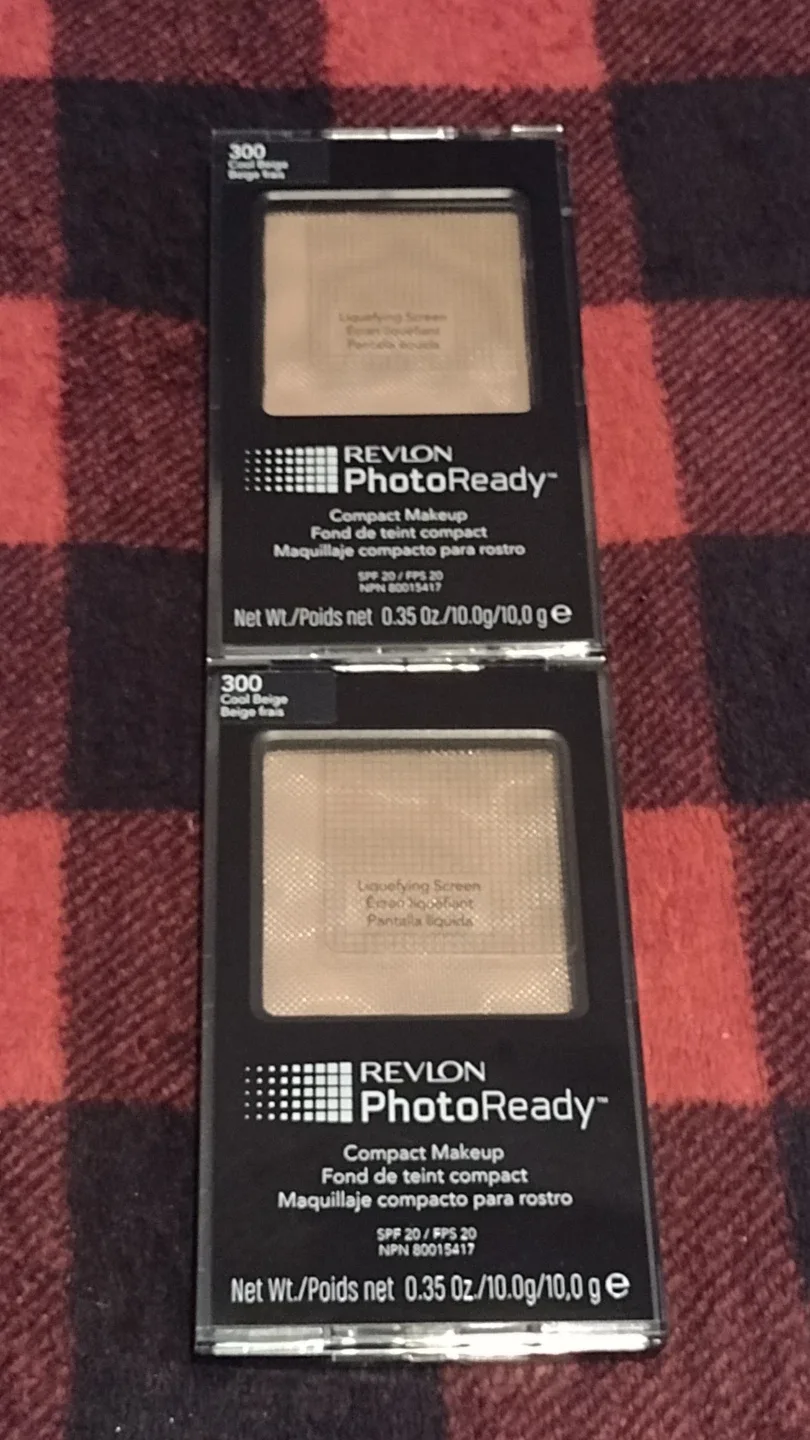 300
Cool Beige
Beige frais
Liquefying Screen
Écran liquéfiant
Pantalla líquida
REVLON
PhotoReady™
Compact Makeup
Fond de teint compact
Maquillaje compacto para rostro
SPF 20 / FPS 20
NPN 80015417
Net Wt./Poids net 0.35 Oz./10.0g/10,0 g e
300
Cool Beige
Beige frais
Liquefying Screen
Écran liquéfiant
Pantalla líquida
REVLON
PhotoReady™
Compact Makeup
Fond de teint compact
Maquillaje compacto para rostro
SPF 20 / FPS 20
NPN 80015417
Net Wt./Poids net 0.35 Oz./10.0g/10,0 g e